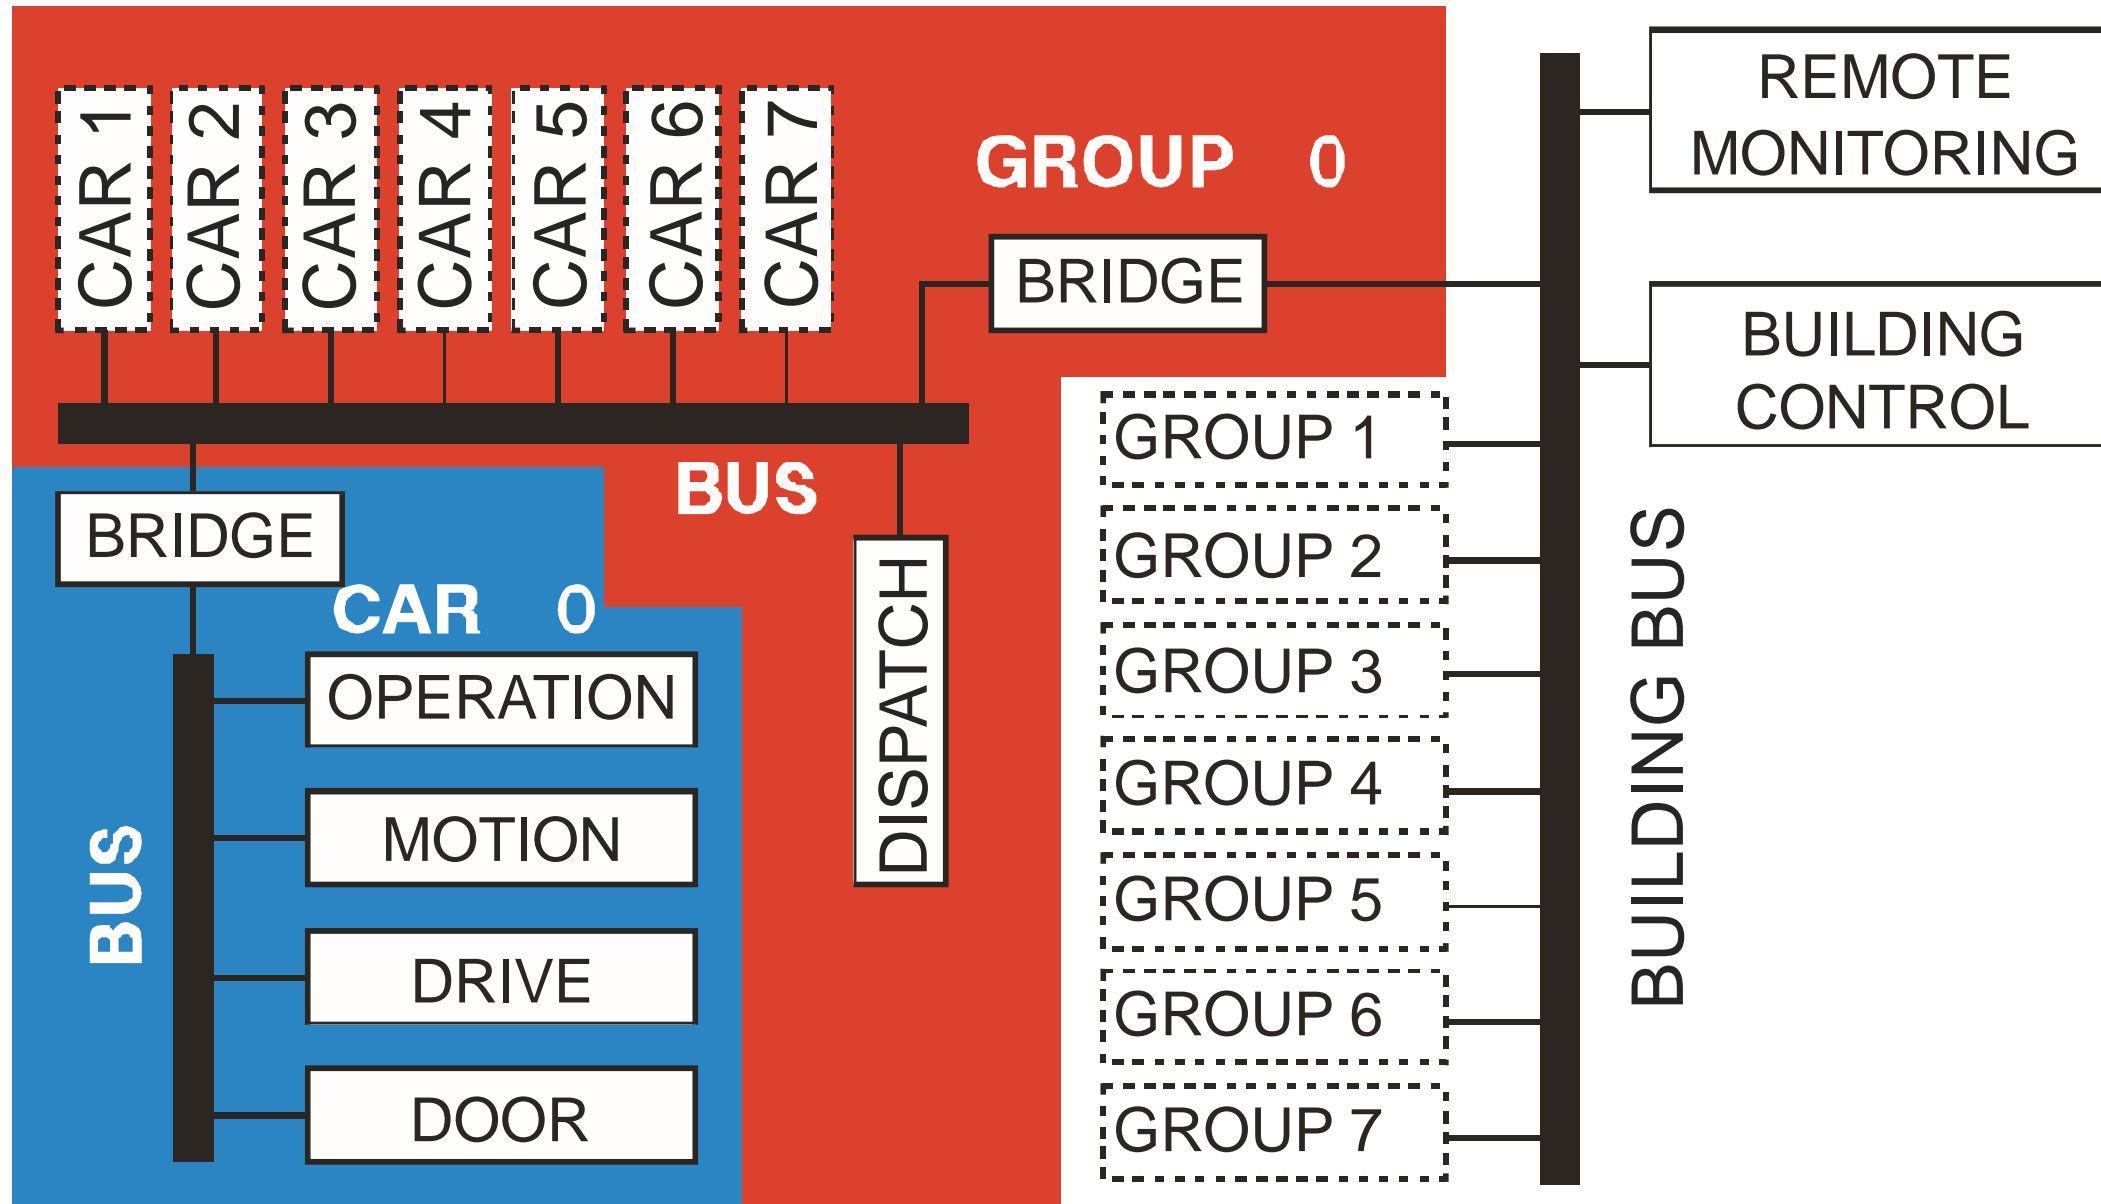 CAR 1
CAR 2
CAR 3
CAR 4
CAR 5
CAR 6
CAR 7
GROUP 0
BRIDGE
REMOTE
MONITORING
BUILDING
CONTROL
BUS
BRIDGE
CAR 0
OPERATION
MOTION
DRIVE
DOOR
BUS
DISPATCH
GROUP 1
GROUP 2
GROUP 3
GROUP 4
GROUP 5
GROUP 6
GROUP 7
BUILDING BUS